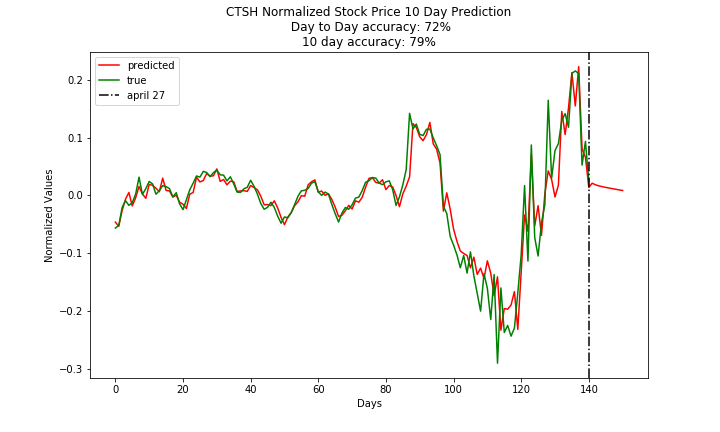 CTSH Normalized Stock Price 10 Day Prediction
Day to Day accuracy: 72%
10 day accuracy: 79%
predicted
true
april 27
Normalized Values
0.2
0.1
0.0
−0.1
−0.2
−0.3
0 20 40 60 80 100 120 140
Days